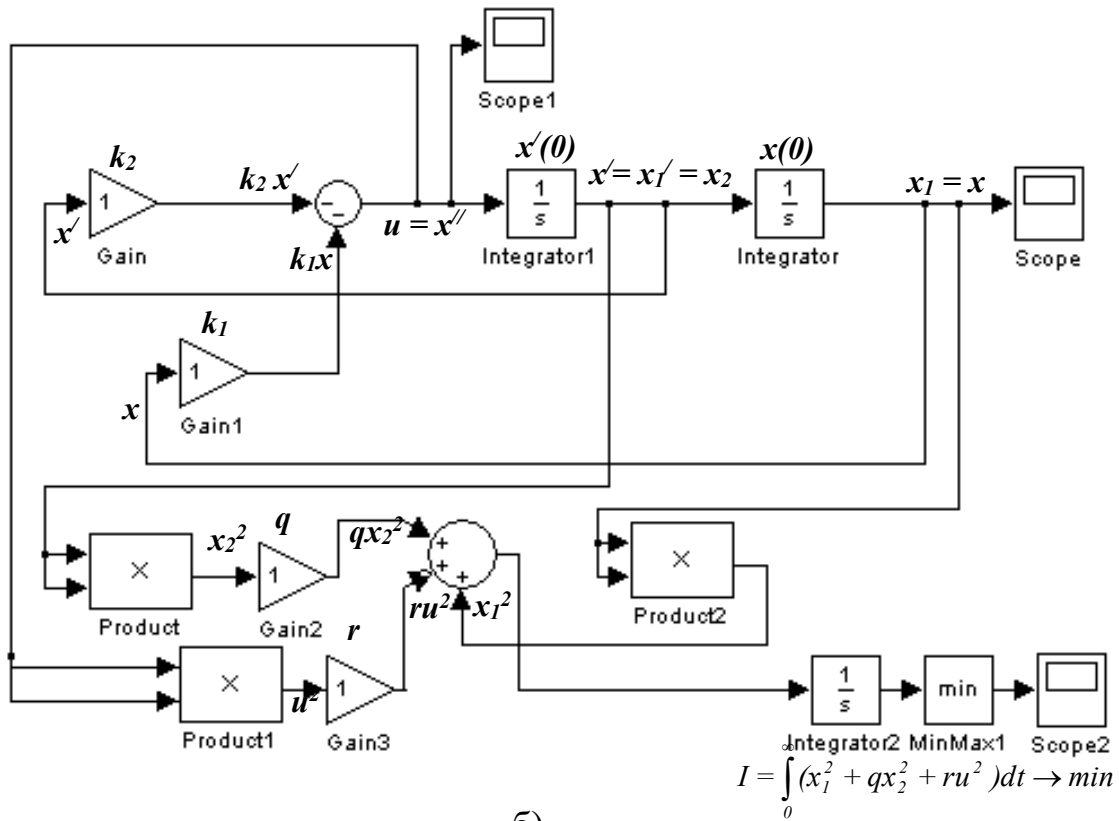 Scope1
k₂
k₂ x′
x′(0)
x′= x₁′ = x₂
x(0)
x₁ = x
1
x′
Gain
−
−
u = x″
1
s
Integrator1
1
s
Integrator
Scope
k₁x
k₁
1
x
Gain1
x₂²
q
qx₂²
×
Product
1
Gain2
+
+
+
ru²
x₁²
×
Product2
r
×
Product1
u²
1
Gain3
1
s
Integrator2
min
MinMax1
Scope2
I = ∫₀^∞ (x₁² + qx₂² + ru² )dt → min
б)